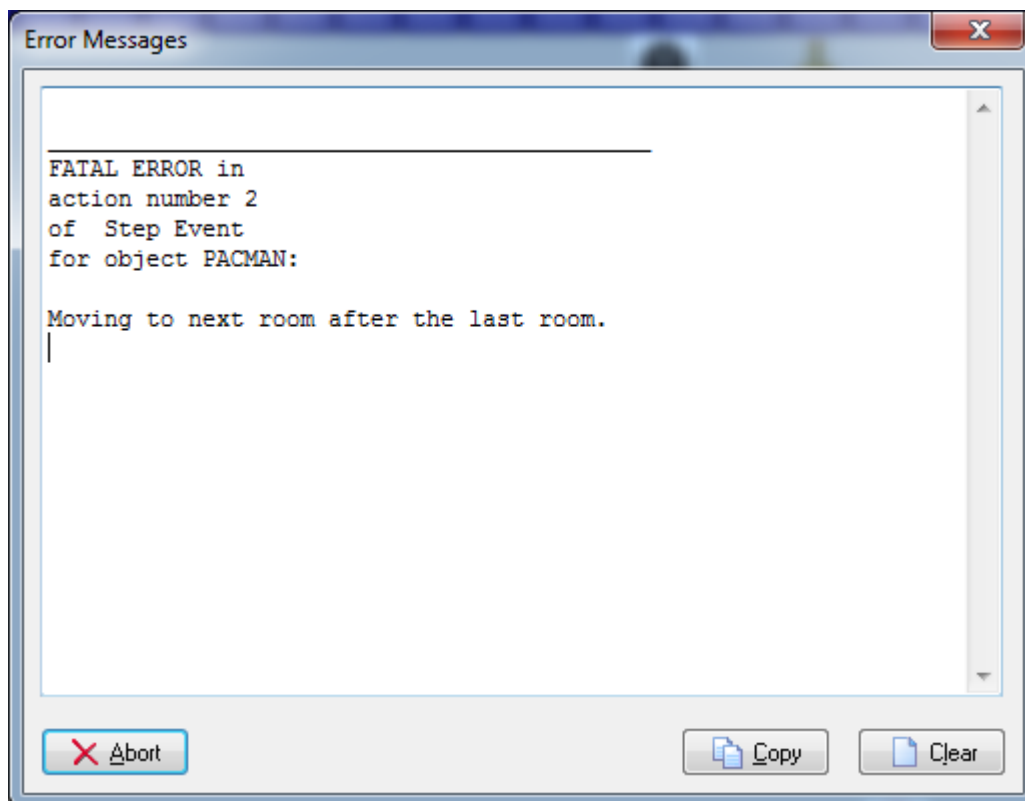 Error Messages
FATAL ERROR in
action number 2
of  Step Event
for object PACMAN:
Moving to next room after the last room.
Abort
Copy
Clear